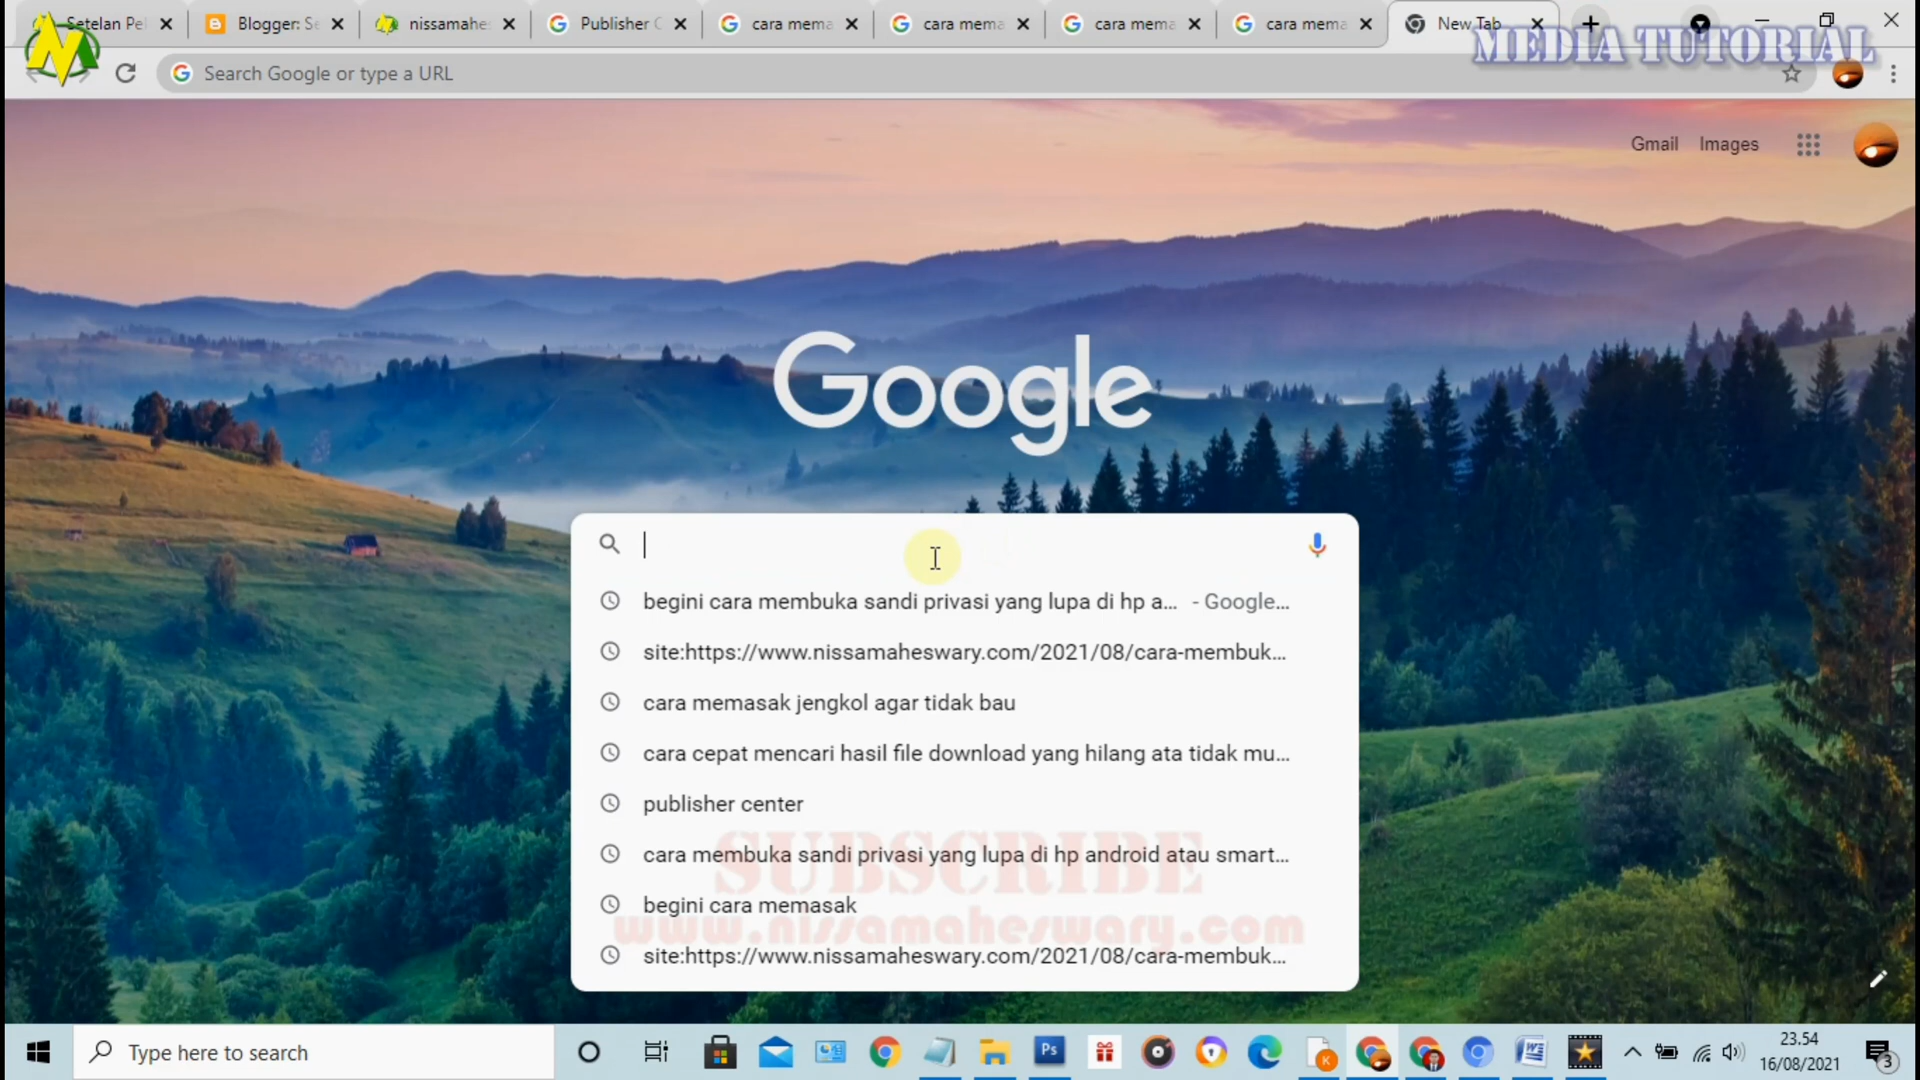 Setelan Pel
Blogger: Se
nissamahes
Publisher C
cara mema
cara mema
cara mema
cara mema
New Tab
MEDIA TUTORIAL
Search Google or type a URL
Gmail
Images
Google
begini cara membuka sandi privasi yang lupa di hp a... - Google...
site:https://www.nissamaheswary.com/2021/08/cara-membuk...
cara memasak jengkol agar tidak bau
cara cepat mencari hasil file download yang hilang ata tidak mu...
publisher center
SUBSCRIBE
cara membuka sandi privasi yang lupa di hp android atau smart...
begini cara memasak
www.nissamaheswary.com
site:https://www.nissamaheswary.com/2021/08/cara-membuk...
Type here to search
Ps
K
W
23.54
16/08/2021
3